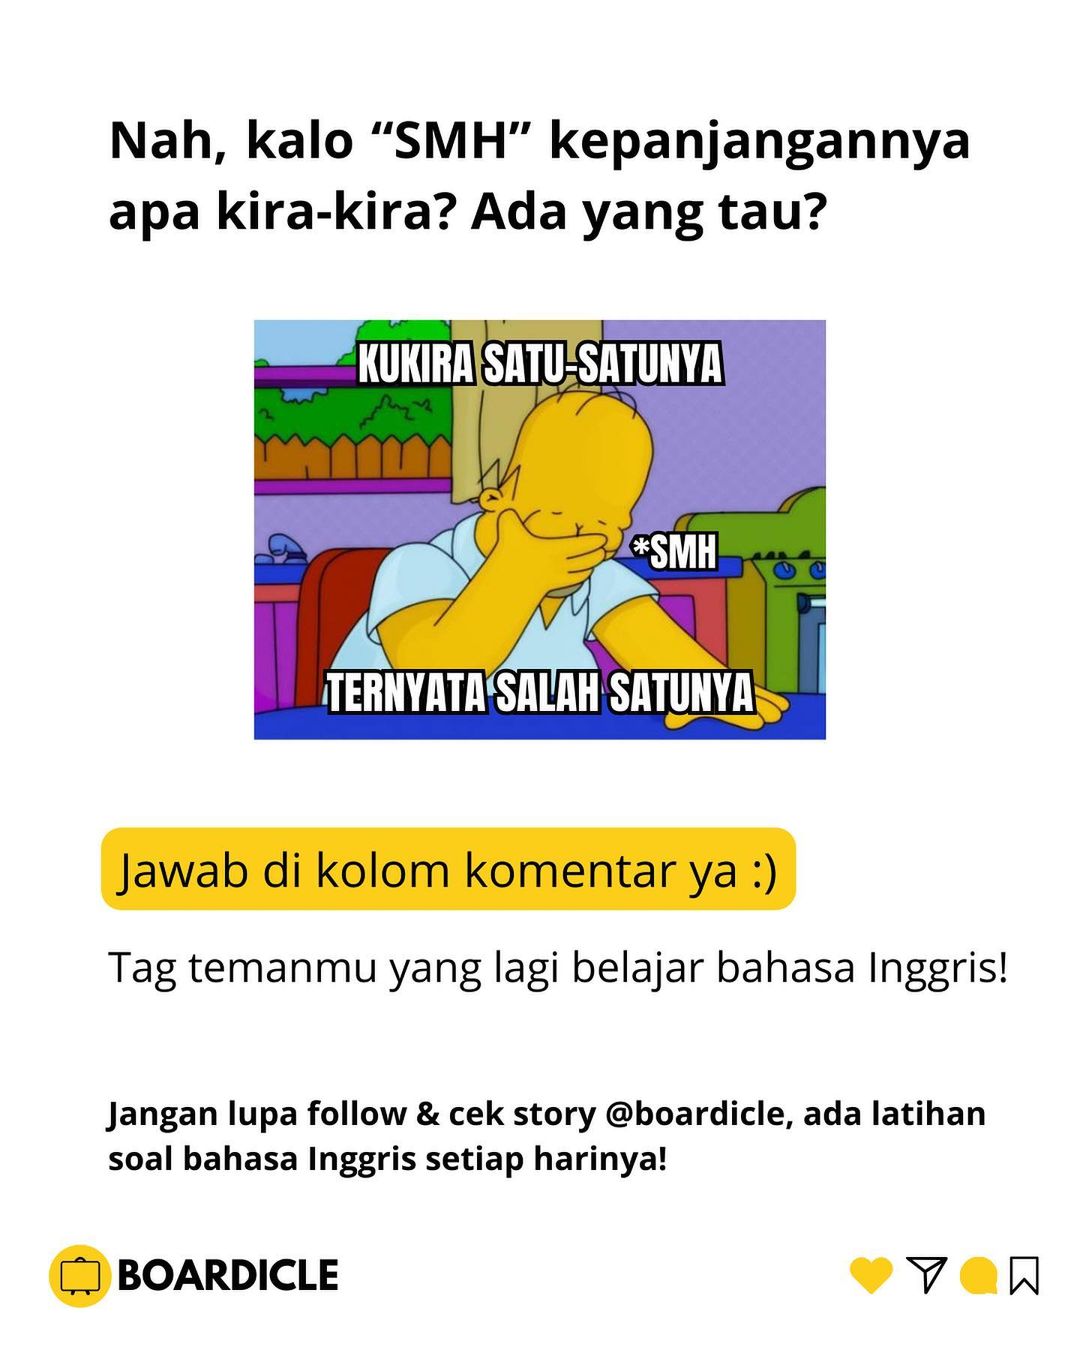 Nah, kalo “SMH” kepanjangannya
apa kira-kira? Ada yang tau?
KUKIRA SATU-SATUNYA
*SMH
TERNYATA SALAH SATUNYA
Jawab di kolom komentar ya :)
Tag temanmu yang lagi belajar bahasa Inggris!
Jangan lupa follow & cek story @boardicle, ada latihan
soal bahasa Inggris setiap harinya!
BOARDICLE